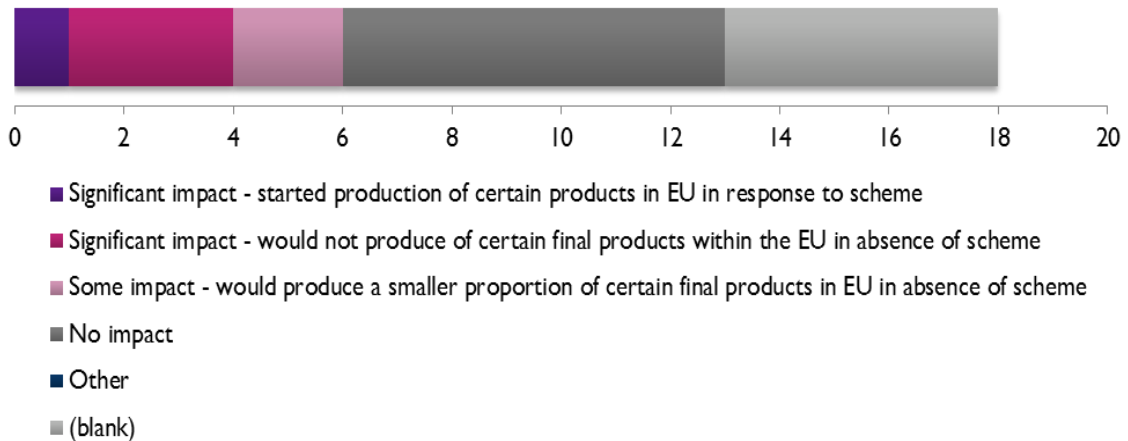 0 2 4 6 8 10 12 14 16 18 20
Significant impact - started production of certain products in EU in response to scheme
Significant impact - would not produce of certain final products within the EU in absence of scheme
Some impact - would produce a smaller proportion of certain final products in EU in absence of scheme
No impact
Other
(blank)